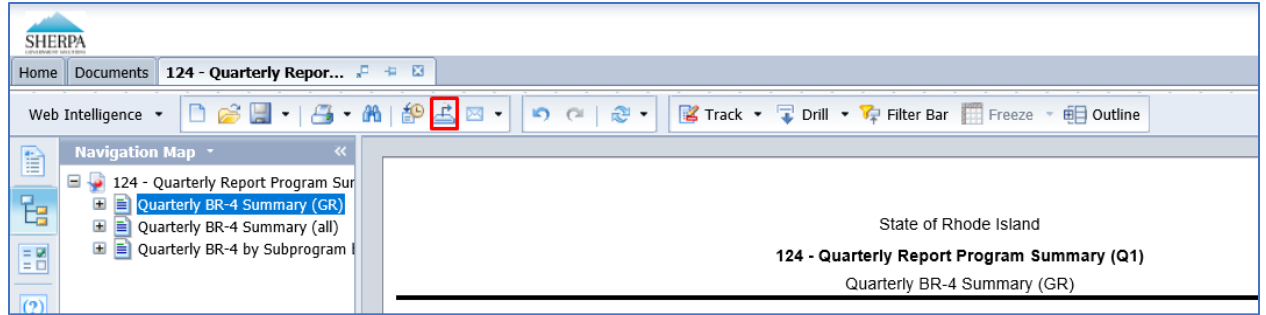 SHERPA
Home Documents 124 - Quarterly Repor...
Web Intelligence Track Drill Filter Bar Freeze Outline
Navigation Map
124 - Quarterly Report Program Sur
Quarterly BR-4 Summary (GR)
Quarterly BR-4 Summary (all)
Quarterly BR-4 by Subprogram
State of Rhode Island
124 - Quarterly Report Program Summary (Q1)
Quarterly BR-4 Summary (GR)